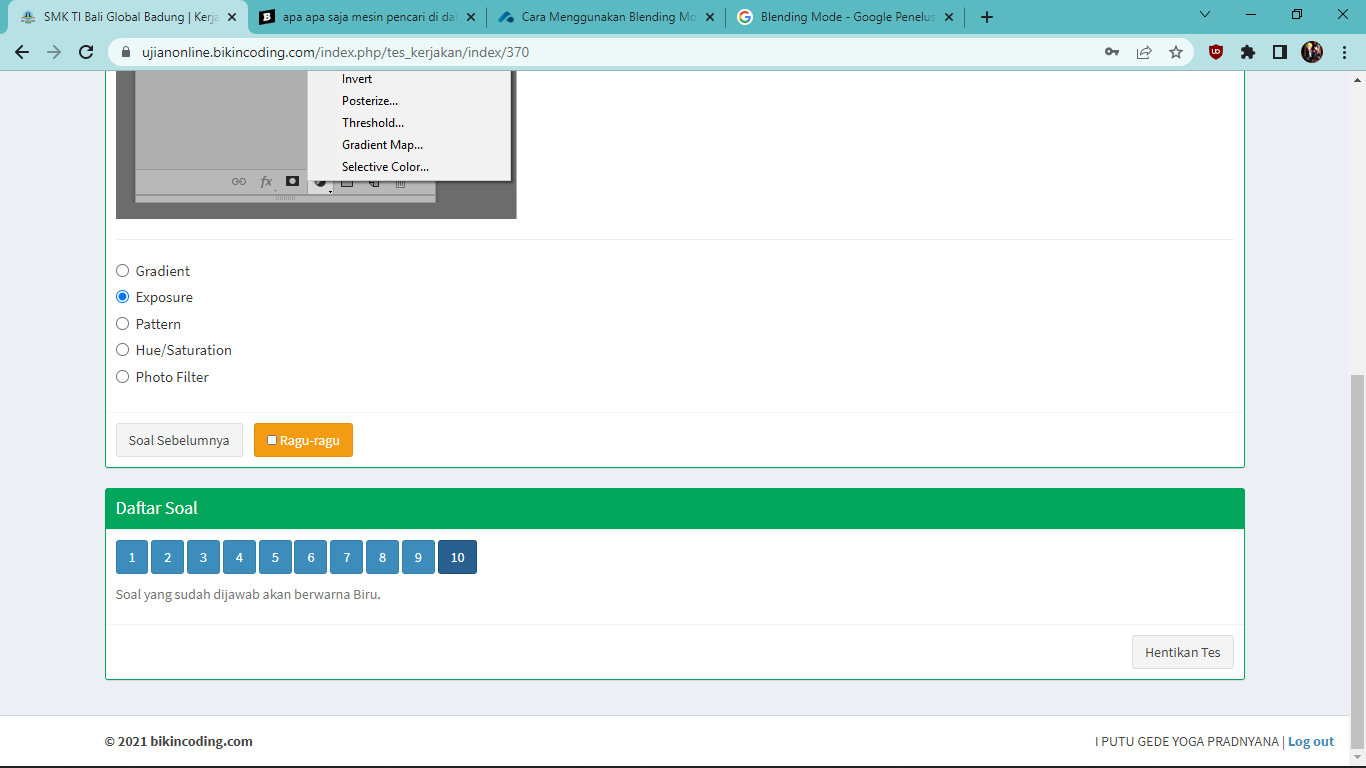 SMK TI Bali Global Badung | Kerja
apa apa saja mesin pencari di dal
Cara Menggunakan Blending Mo
Blending Mode - Google Penelus
ujianonline.bikincoding.com/index.php/tes_kerjakan/index/370
Invert
Posterize...
Threshold...
Gradient Map...
Selective Color...
fx
Gradient
Exposure
Pattern
Hue/Saturation
Photo Filter
Soal Sebelumnya
Ragu-ragu
Daftar Soal
1 2 3 4 5 6 7 8 9 10
Soal yang sudah dijawab akan berwarna Biru.
Hentikan Tes
© 2021 bikincoding.com
I PUTU GEDE YOGA PRADNYANA | Log out